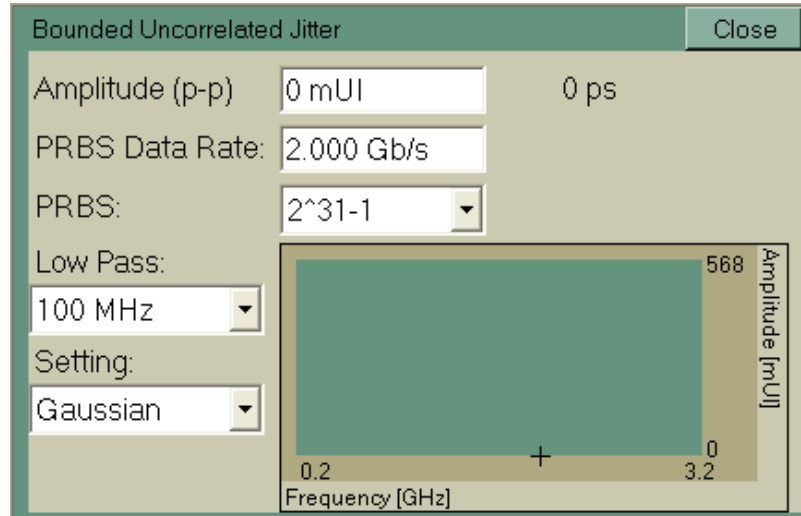 Bounded Uncorrelated Jitter Close
Amplitude (p-p) 0 mUI 0 ps
PRBS Data Rate: 2.000 Gb/s
PRBS: 2^31-1
Low Pass:
100 MHz
Setting:
Gaussian
568
Amplitude [mUI]
0
0.2 3.2
Frequency [GHz]